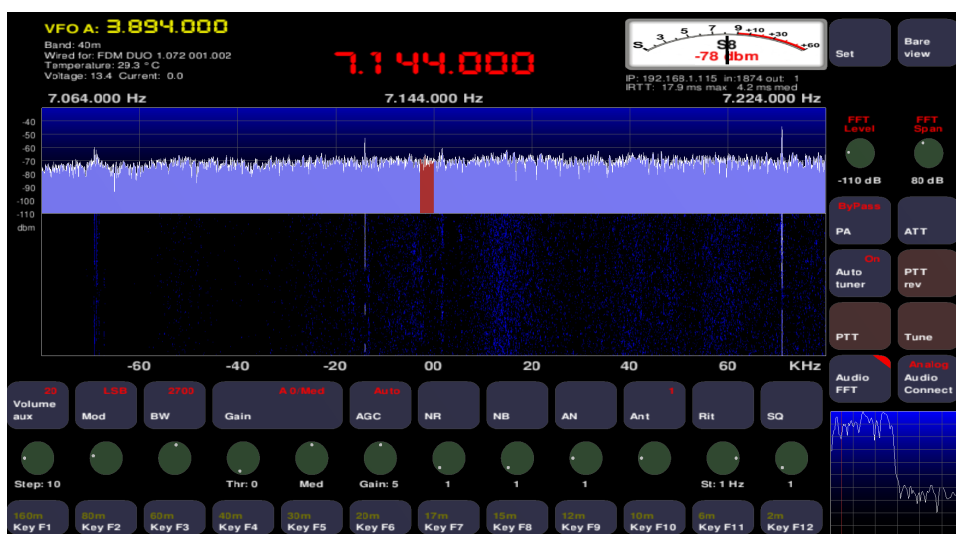 VFO A: 3.894.000
Band: 40m
Wired for: FDM DUO 1.072 001.002
Temperature: 29.3 °C
Voltage: 13.4 Current: 0.0
7.144.000
S 3 5 7 9 +10 +30 +60
S8
-78 dbm
IP: 192.168.1.115 in:1874 out: 1
IRTT: 17.9 ms max 4.2 ms med
Set
Bare
view
7.064.000 Hz 7.144.000 Hz 7.224.000 Hz
-40
-50
-60
-70
-80
-90
-100
-110
dbm
FFT
Level
FFT
Span
-110 dB
80 dB
ByPass
PA
ATT
On
Auto
tuner
PTT
rev
PTT
Tune
-60 -40 -20 00 20 40 60 KHz
Audio
FFT
Analog
Audio
Connect
20
Volume
aux
LSB
Mod
2700
BW
A 0/Med
Gain
Auto
AGC
NR
NB
AN
1
Ant
Rit
SQ
Step: 10 Thr: 0 Med Gain: 5 1 1 1 St: 1 Hz 1
160m 80m 60m 40m 30m 20m 17m 15m 12m 10m 6m 2m
Key F1 Key F2 Key F3 Key F4 Key F5 Key F6 Key F7 Key F8 Key F9 Key F10 Key F11 Key F12